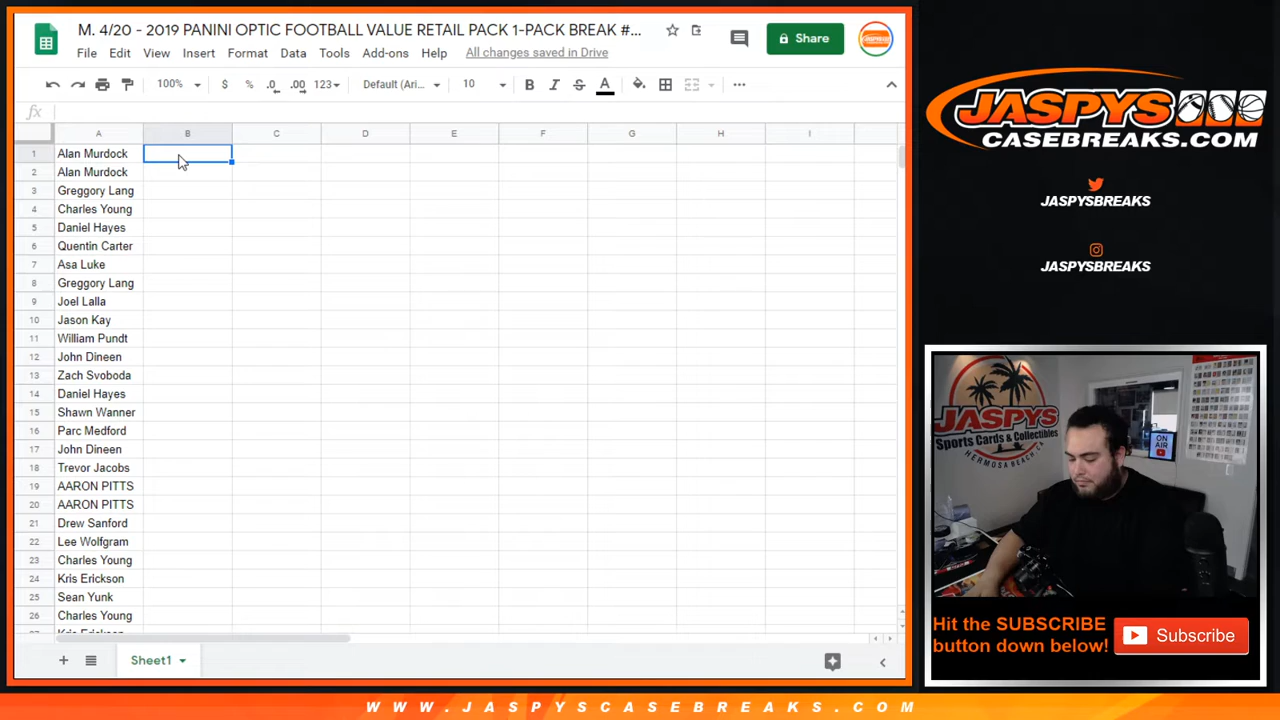 M. 4/20 - 2019 PANINI OPTIC FOOTBALL VALUE RETAIL PACK 1-PACK BREAK #...
File Edit View Insert Format Data Tools Add-ons Help All changes saved in Drive
Share
100% $ % .0 .00 123 Default (Ari... 10 B I S A
fx
A B C D E F G H I
1 Alan Murdock
2 Alan Murdock
3 Greggory Lang
4 Charles Young
5 Daniel Hayes
6 Quentin Carter
7 Asa Luke
8 Greggory Lang
9 Joel Lalla
10 Jason Kay
11 William Pundt
12 John Dineen
13 Zach Svoboda
14 Daniel Hayes
15 Shawn Wanner
16 Parc Medford
17 John Dineen
18 Trevor Jacobs
19 AARON PITTS
20 AARON PITTS
21 Drew Sanford
22 Lee Wolfgram
23 Charles Young
24 Kris Erickson
25 Sean Yunk
26 Charles Young
27 Kris Erickson
Sheet1
JASPYS
CASEBREAKS.COM
JASPYSBREAKS
JASPYSBREAKS
JASPYS
Sports Cards & Collectibles
HERMOSA BEACH, CA
ON
AIR
Hit the SUBSCRIBE
button down below!
Subscribe
WWW.JASPYSCASEBREAKS.COM